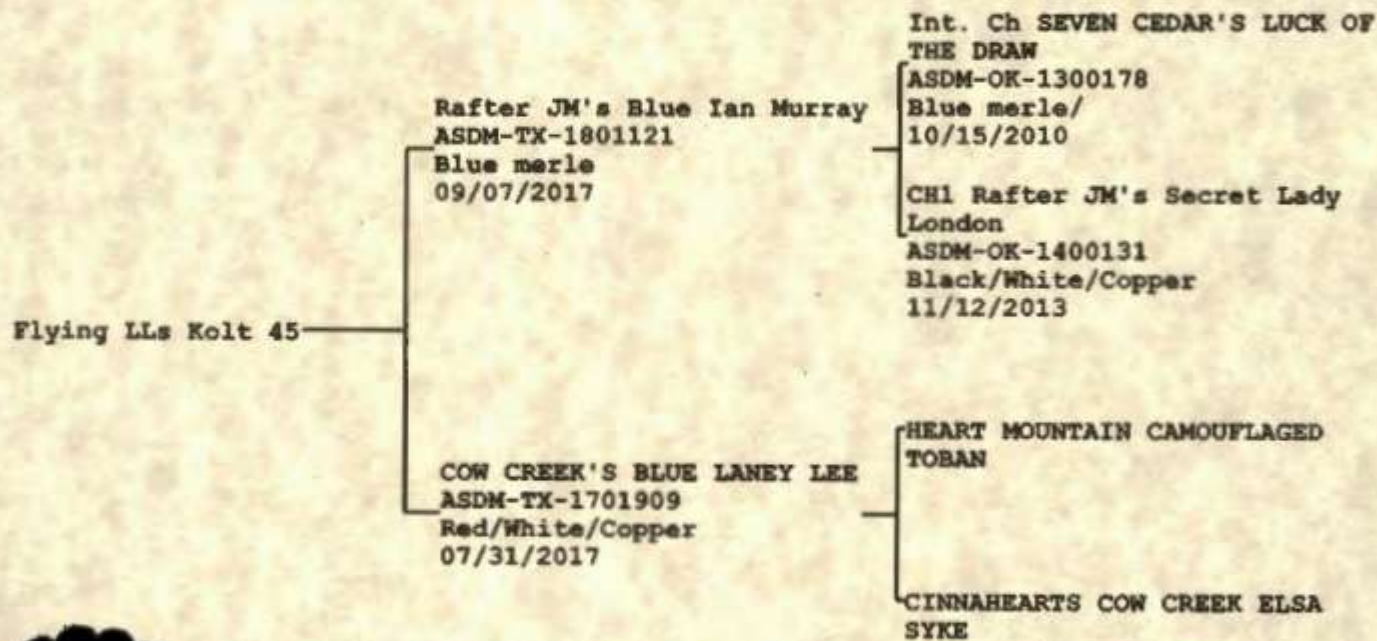 Int. Ch SEVEN CEDAR'S LUCK OF
THE DRAW
ASDM-OK-1300178
Blue merle/
10/15/2010
Rafter JM's Blue Ian Murray
ASDM-TX-1801121
Blue merle
09/07/2017
CH1 Rafter JM's Secret Lady
London
ASDM-OK-1400131
Black/White/Copper
11/12/2013
Flying LLs Kolt 45
HEART MOUNTAIN CAMOUFLAGED
TOBAN
COW CREEK'S BLUE LANEY LEE
ASDM-TX-1701909
Red/White/Copper
07/31/2017
CINNAHEARTS COW CREEK ELSA
SYKE